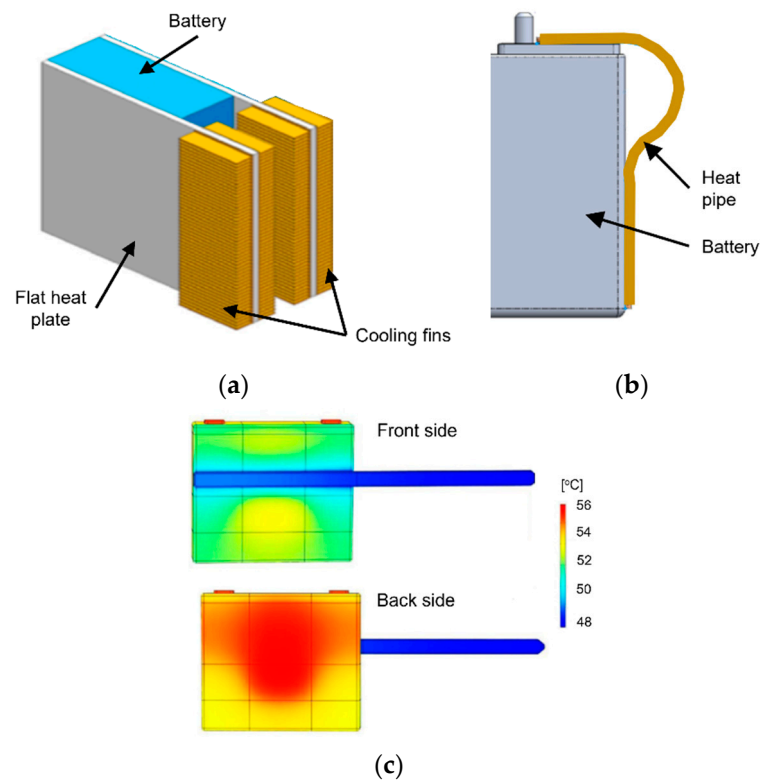 Battery
Flat heat
plate
Cooling fins
(a)
Heat
pipe
Battery
(b)
Front side
Back side
[°C]
56
54
52
50
48
(c)